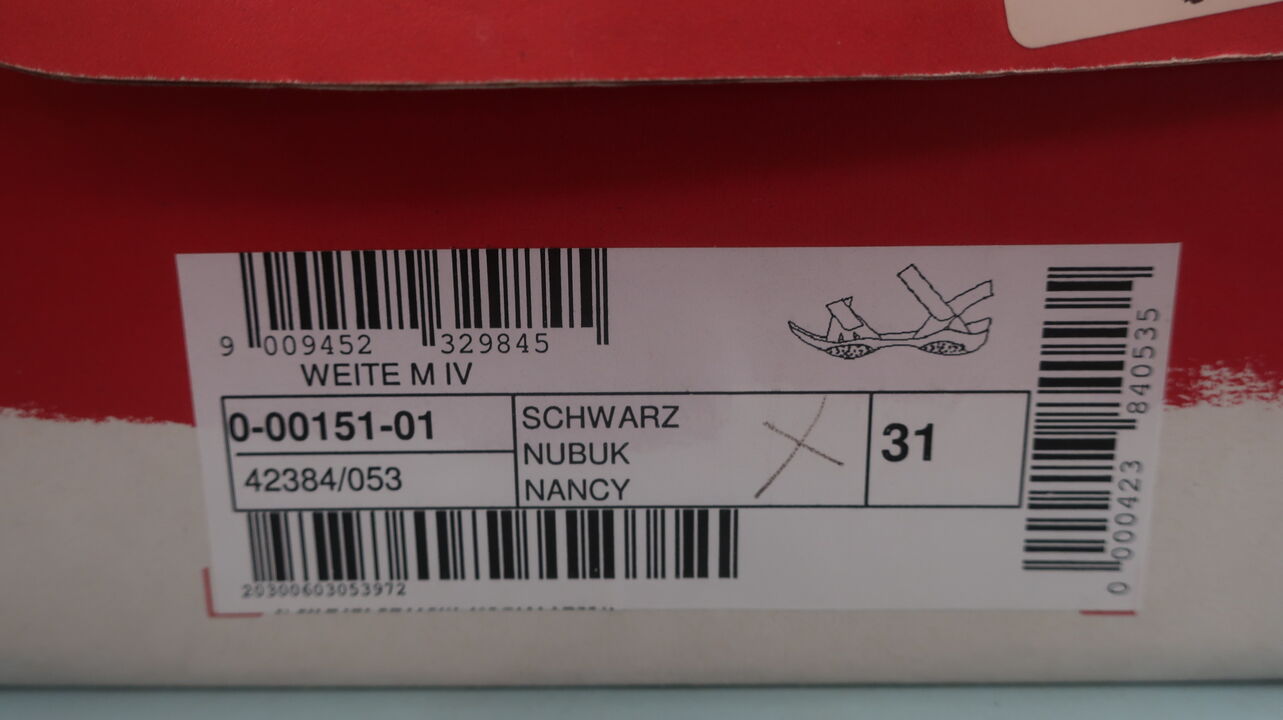 9 009452 329845
WEITE M IV
0-00151-01
42384/053
SCHWARZ
NUBUK
NANCY
31
20300603053972
0 000423 840535